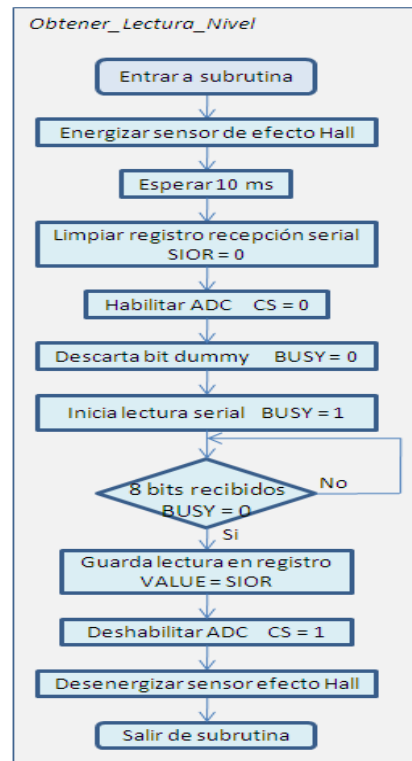 Obtener_Lectura_Nivel
Entrar a subrutina
Energizar sensor de efecto Hall
Esperar 10 ms
Limpiar registro recepción serial
SIOR = 0
Habilitar ADC CS = 0
Descarta bit dummy BUSY = 0
Inicia lectura serial BUSY = 1
8 bits recibidos
BUSY = 0
No
Si
Guarda lectura en registro
VALUE = SIOR
Deshabilitar ADC CS = 1
Desenergizar sensor efecto Hall
Salir de subrutina